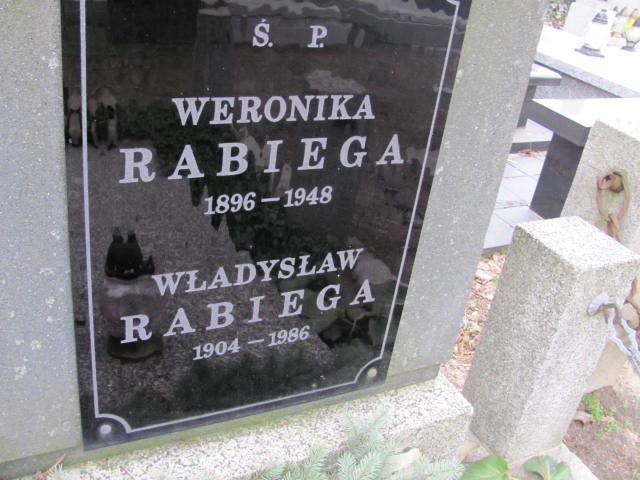 Ś. P.
WERONIKA
RABIEGA
1896 – 1948
WŁADYSŁAW
RABIEGA
1904 – 1986